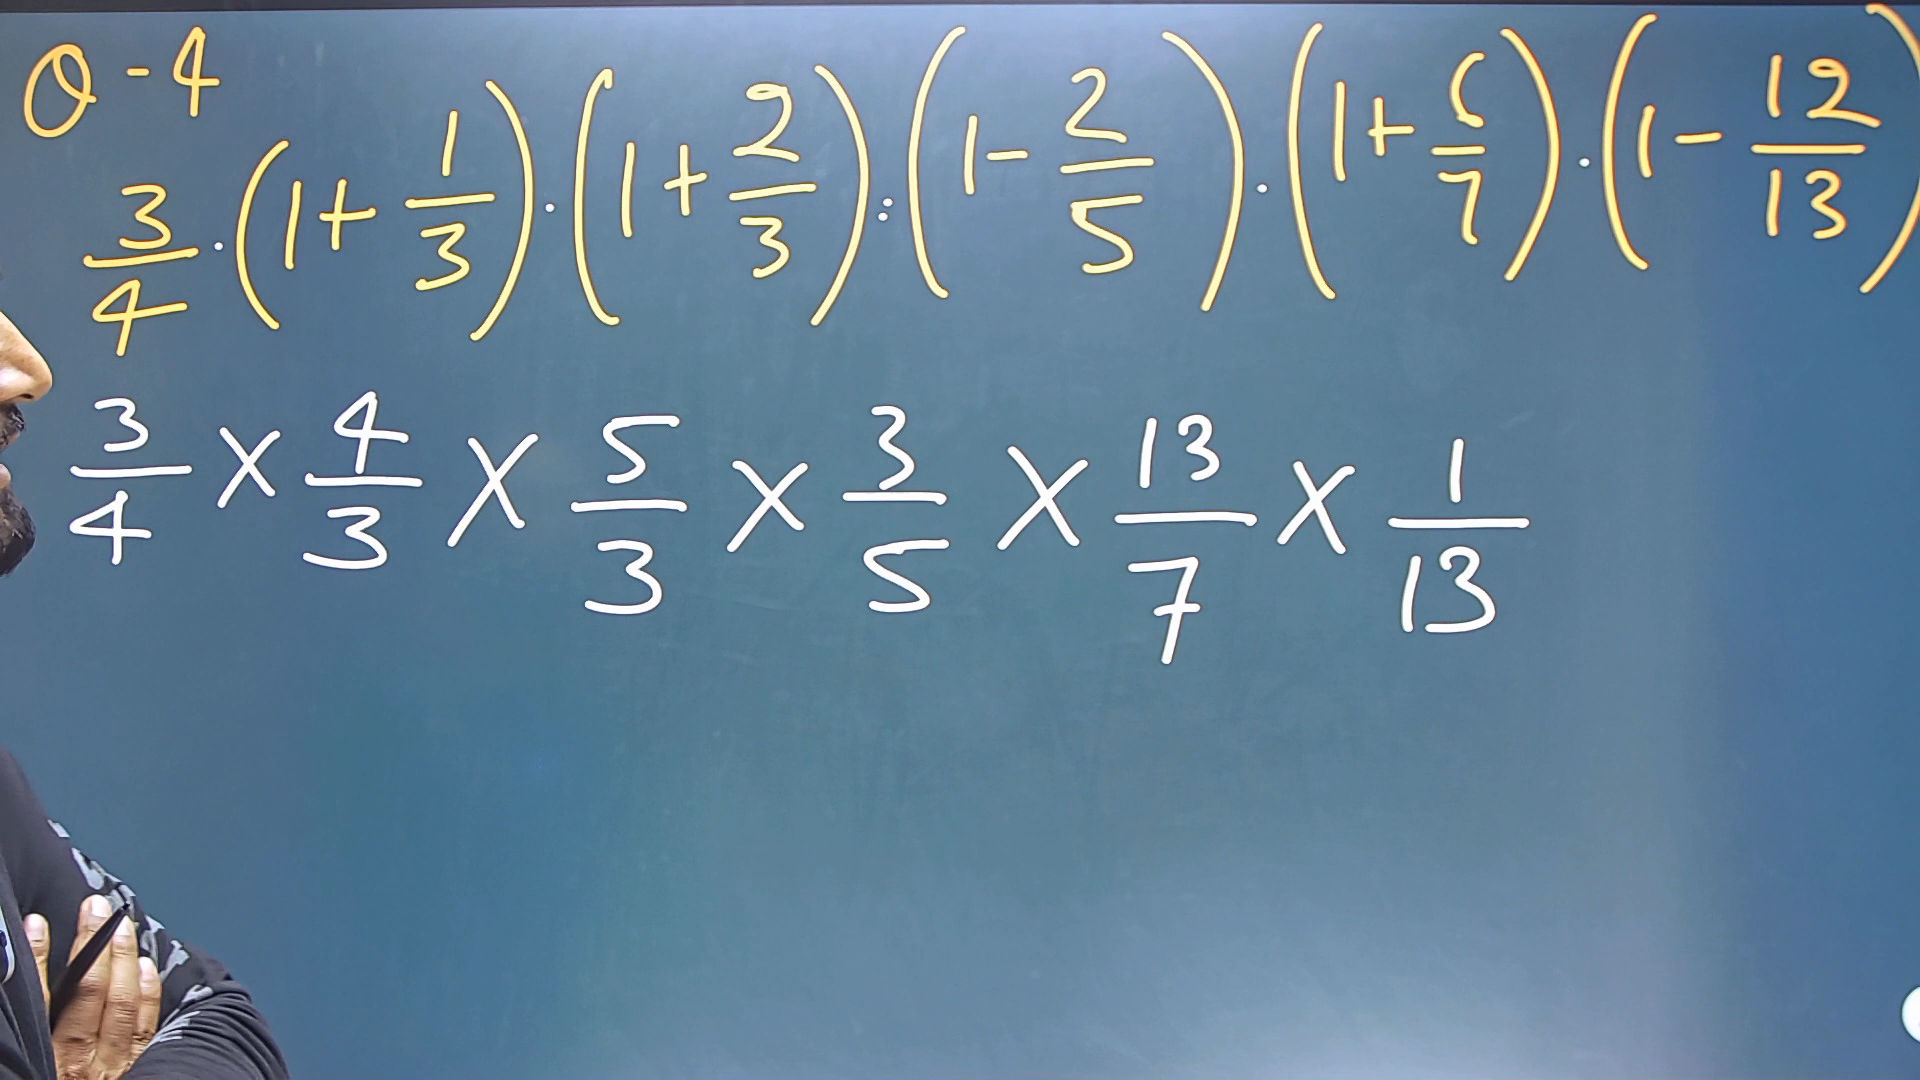 Q-4
3/4 · (1+ 1/3) · (1+ 2/3) : (1- 2/5) · (1+ 6/7) · (1- 12/13)
3/4 × 4/3 × 5/3 × 3/5 × 13/7 × 1/13